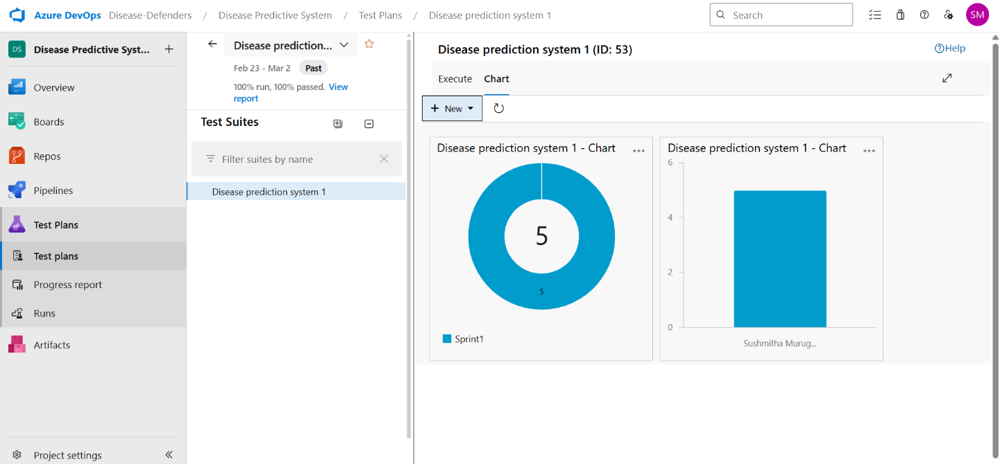 Azure DevOps Disease-Defenders / Disease Predictive System / Test Plans / Disease prediction system 1
Search
SM
DS Disease Predictive Syst...
Overview
Boards
Repos
Pipelines
Test Plans
Test plans
Progress report
Runs
Artifacts
Project settings
Disease prediction...
Feb 23 - Mar 2 Past
100% run, 100% passed. View
report
Test Suites
Filter suites by name
Disease prediction system 1
Disease prediction system 1 (ID: 53)
Help
Execute Chart
New
Disease prediction system 1 - Chart
5
5
Sprint1
Disease prediction system 1 - Chart
6
4
2
0
Sushmitha Murug...